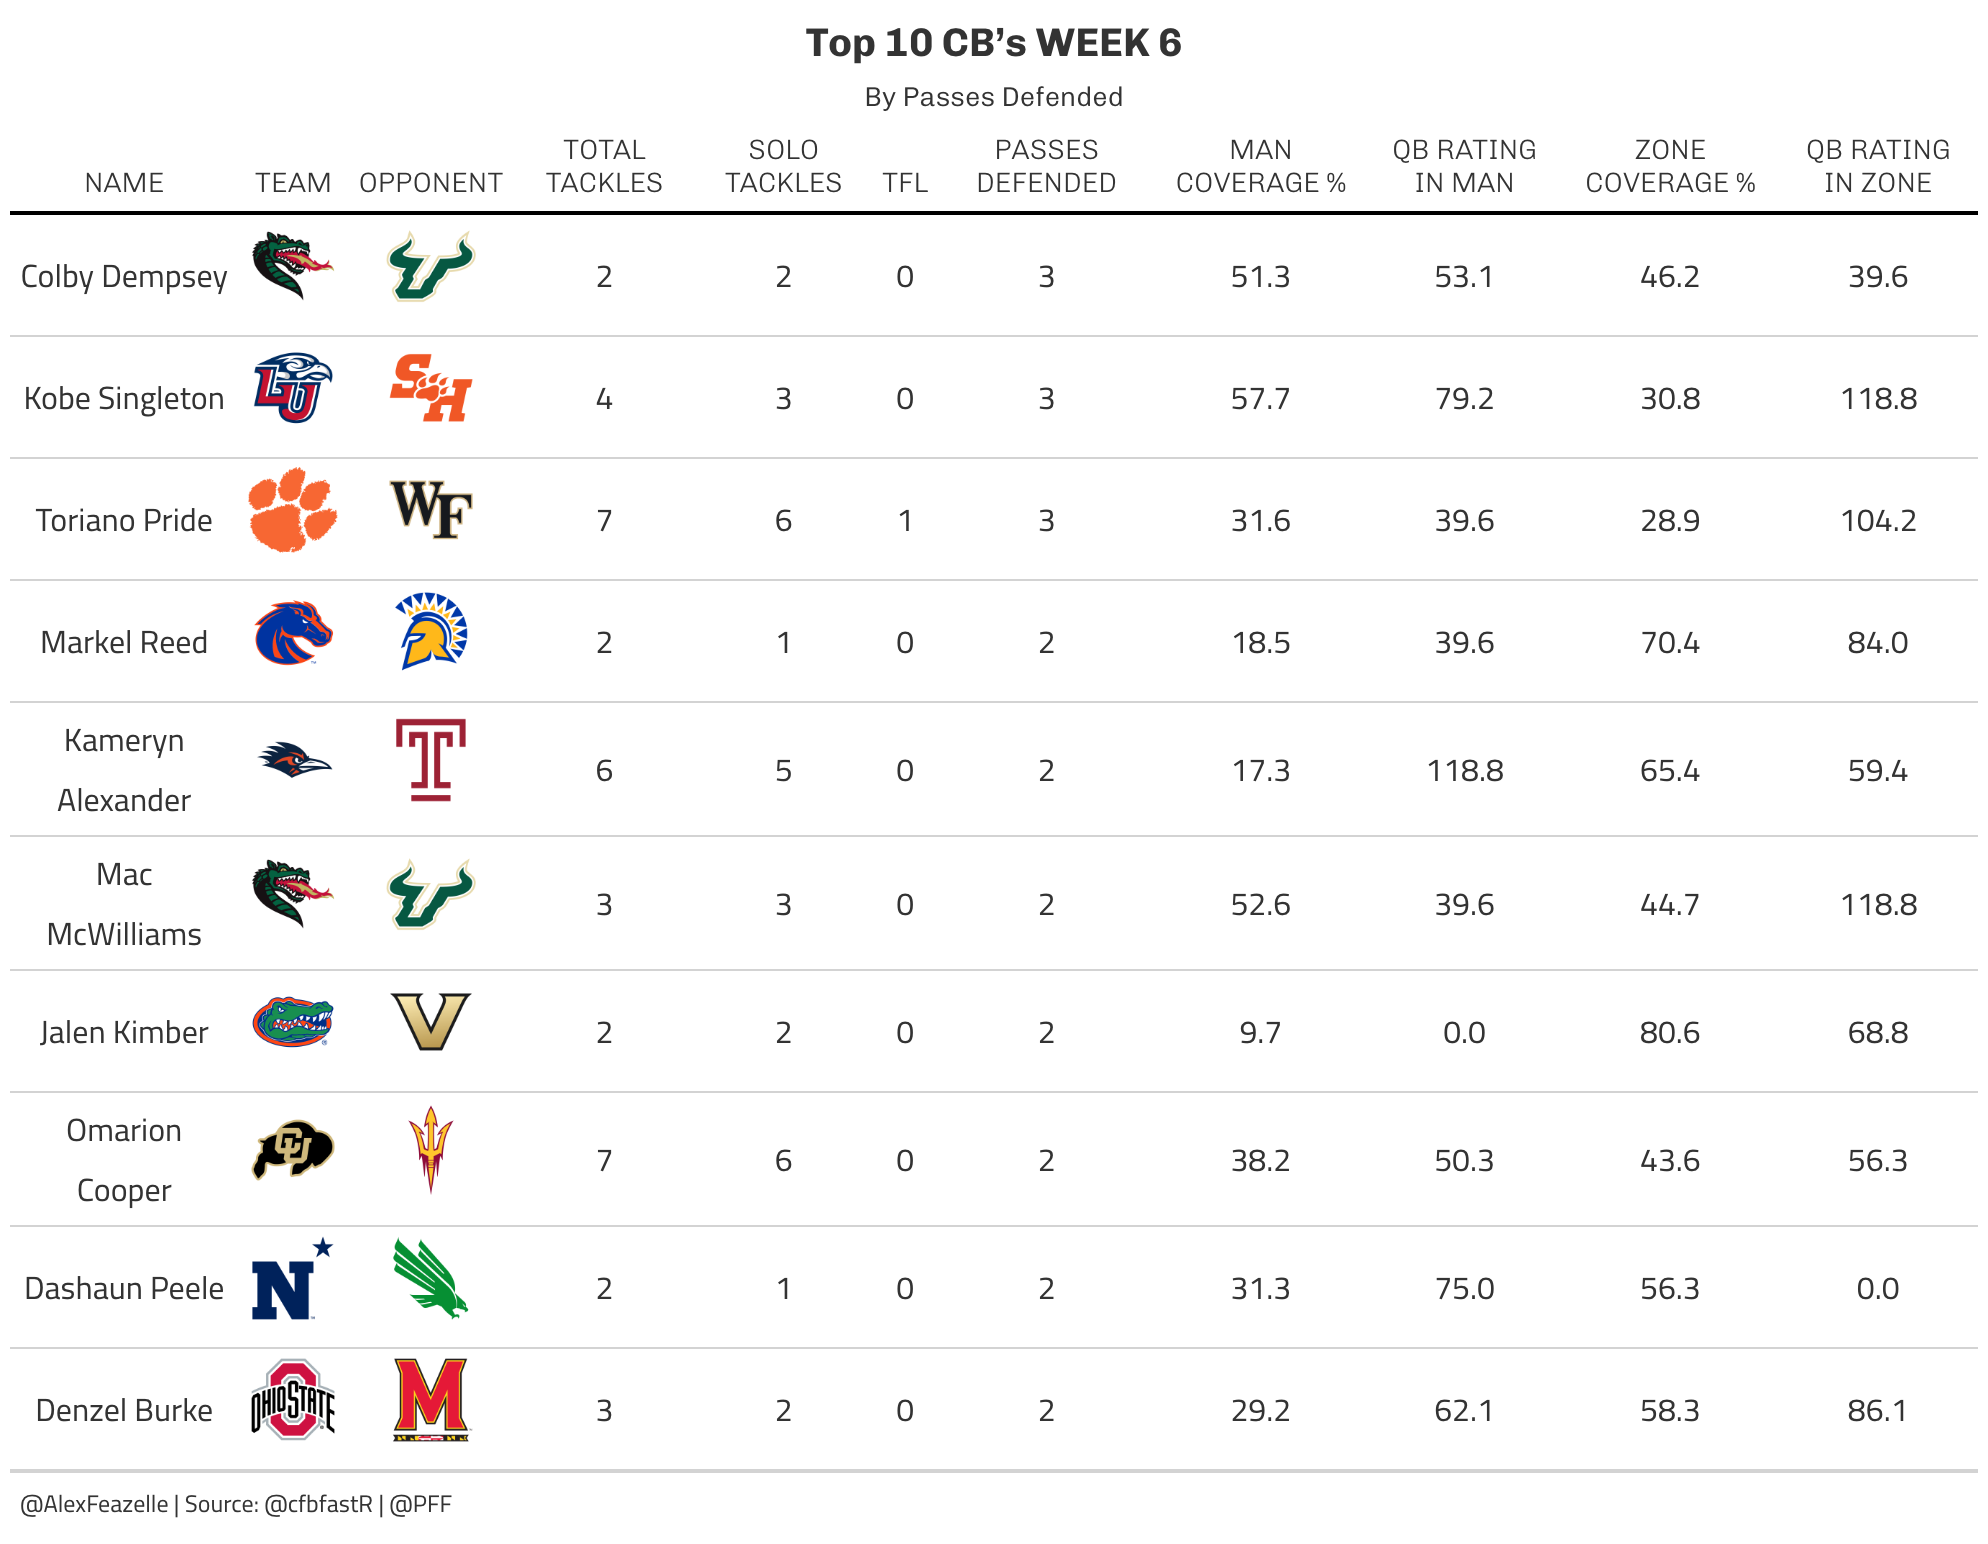 Top 10 CB's WEEK 6
By Passes Defended
NAME TEAM OPPONENT TOTAL TACKLES SOLO TACKLES TFL PASSES DEFENDED MAN COVERAGE % QB RATING IN MAN ZONE COVERAGE % QB RATING IN ZONE
Colby Dempsey 2 2 0 3 51.3 53.1 46.2 39.6
Kobe Singleton LU SH 4 3 0 3 57.7 79.2 30.8 118.8
Toriano Pride WF 7 6 1 3 31.6 39.6 28.9 104.2
Markel Reed 2 1 0 2 18.5 39.6 70.4 84.0
Kameryn Alexander T 6 5 0 2 17.3 118.8 65.4 59.4
Mac McWilliams 3 3 0 2 52.6 39.6 44.7 118.8
Jalen Kimber V 2 2 0 2 9.7 0.0 80.6 68.8
Omarion Cooper CU 7 6 0 2 38.2 50.3 43.6 56.3
Dashaun Peele N 2 1 0 2 31.3 75.0 56.3 0.0
Denzel Burke OHIO STATE M 3 2 0 2 29.2 62.1 58.3 86.1
@AlexFeazelle | Source: @cfbfastR | @PFF